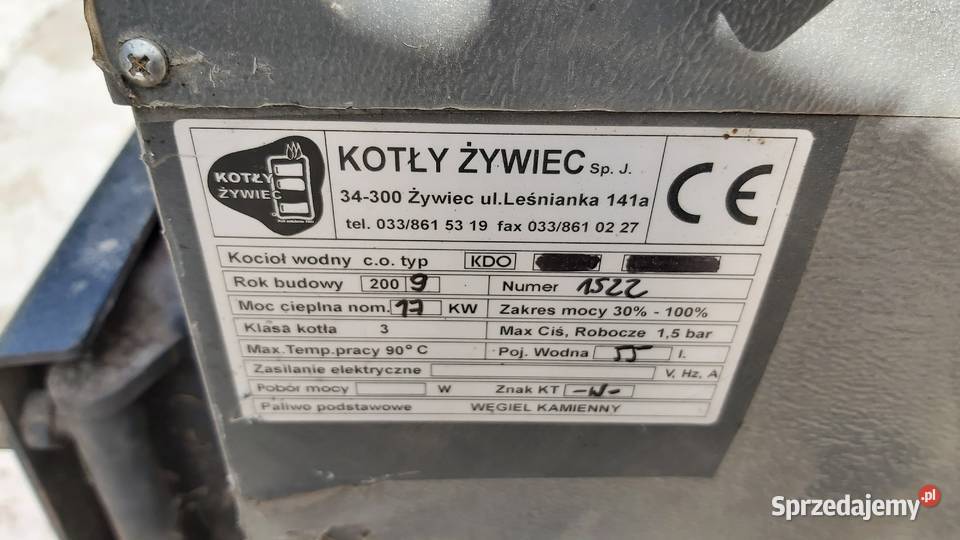 KOTŁY ŻYWIEC
KOTŁY ŻYWIEC Sp. J.
34-300 Żywiec ul.Leśnianka 141a
tel. 033/861 53 19 fax 033/861 02 27
CE
Kocioł wodny c.o. typ KDO
Rok budowy 2009 Numer 1522
Moc cieplna nom. 17 KW Zakres mocy 30% - 100%
Klasa kotła 3 Max Ciś, Robocze 1,5 bar
Max.Temp.pracy 90° C Poj. Wodna 55 l.
Zasilanie elektryczne V, Hz, A
Pobór mocy W Znak KT -W-
Paliwo podstawowe WĘGIEL KAMIENNY
Sprzedajemy.pl